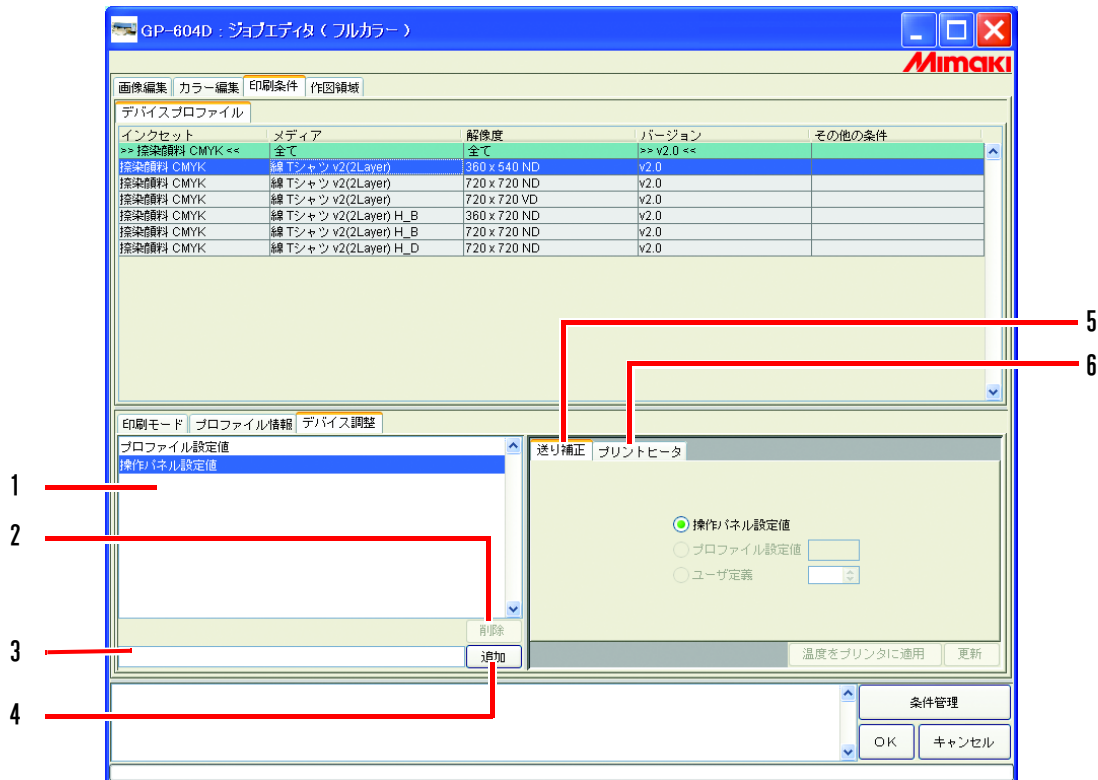 GP-604D : ジョブエディタ ( フルカラー )
Mimaki
画像編集 カラー編集 印刷条件 作図領域
デバイスプロファイル
インクセット メディア 解像度 バージョン その他の条件
>> 捺染顔料 CMYK << 全て 全て >> v2.0 <<
捺染顔料 CMYK 綿 Tシャツ v2(2Layer) 360 x 540 ND v2.0
捺染顔料 CMYK 綿 Tシャツ v2(2Layer) 720 x 720 ND v2.0
捺染顔料 CMYK 綿 Tシャツ v2(2Layer) 720 x 720 VD v2.0
捺染顔料 CMYK 綿 Tシャツ v2(2Layer) H_B 360 x 720 ND v2.0
捺染顔料 CMYK 綿 Tシャツ v2(2Layer) H_B 720 x 720 ND v2.0
捺染顔料 CMYK 綿 Tシャツ v2(2Layer) H_D 720 x 720 ND v2.0
5
6
印刷モード プロファイル情報 デバイス調整
プロファイル設定値
操作パネル設定値
送り補正 プリントヒータ
1
操作パネル設定値
2
プロファイル設定値
ユーザ定義
削除
3
追加
温度をプリンタに適用 更新
4
条件管理
OK キャンセル